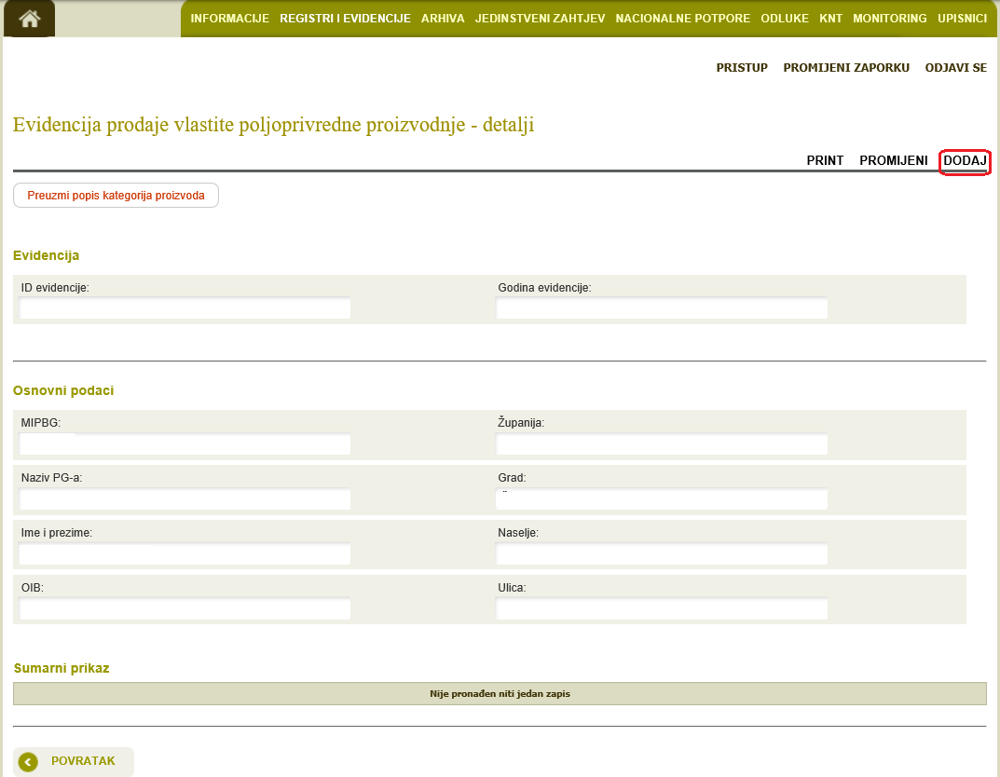 INFORMACIJE REGISTRI I EVIDENCIJE ARHIVA JEDINSTVENI ZAHTJEV NACIONALNE POTPORE ODLUKE KNT MONITORING UPISNICI
PRISTUP PROMIJENI ZAPORKU ODJAVI SE
Evidencija prodaje vlastite poljoprivredne proizvodnje - detalji
PRINT PROMIJENI DODAJ
Preuzmi popis kategorija proizvoda
Evidencija
ID evidencije: Godina evidencije:
Osnovni podaci
MIPBG: Županija:
Naziv PG-a: Grad:
Ime i prezime: Naselje:
OIB: Ulica:
Sumarni prikaz
Nije pronađen niti jedan zapis
POVRATAK